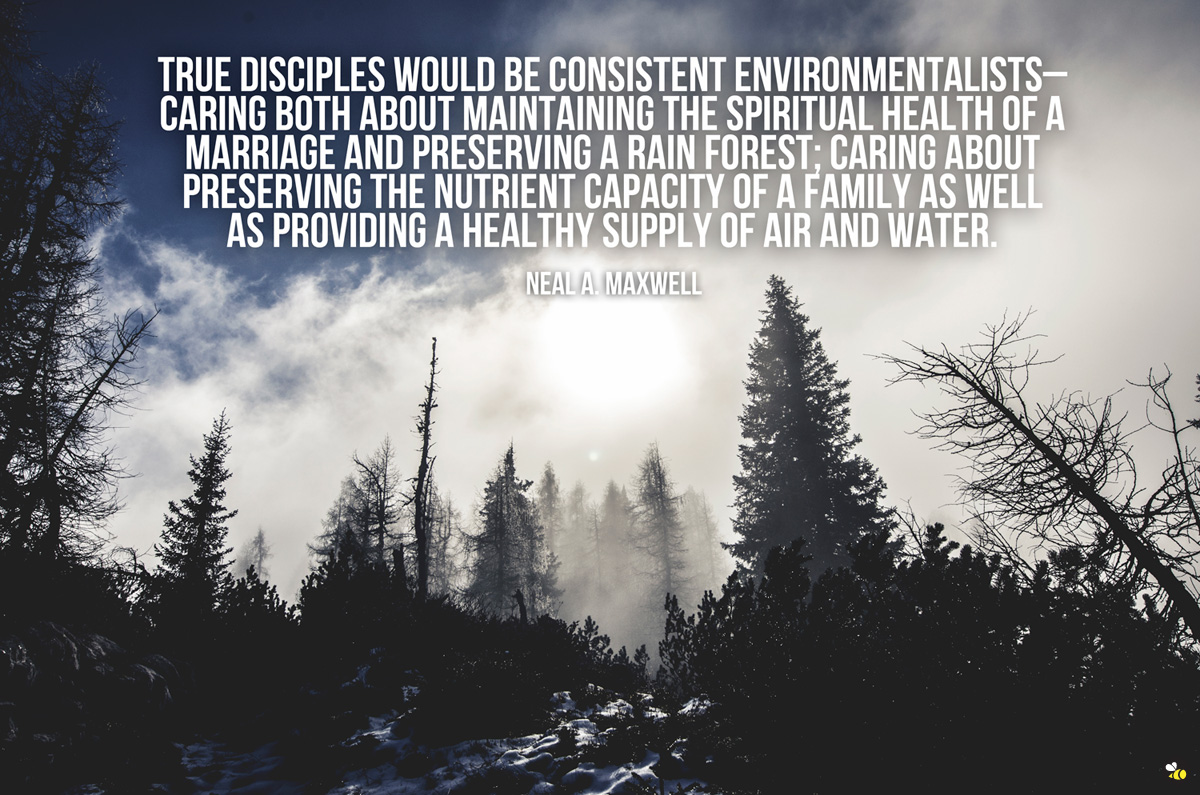 TRUE DISCIPLES WOULD BE CONSISTENT ENVIRONMENTALISTS–
CARING BOTH ABOUT MAINTAINING THE SPIRITUAL HEALTH OF A
MARRIAGE AND PRESERVING A RAIN FOREST; CARING ABOUT
PRESERVING THE NUTRIENT CAPACITY OF A FAMILY AS WELL
AS PROVIDING A HEALTHY SUPPLY OF AIR AND WATER.
NEAL A. MAXWELL